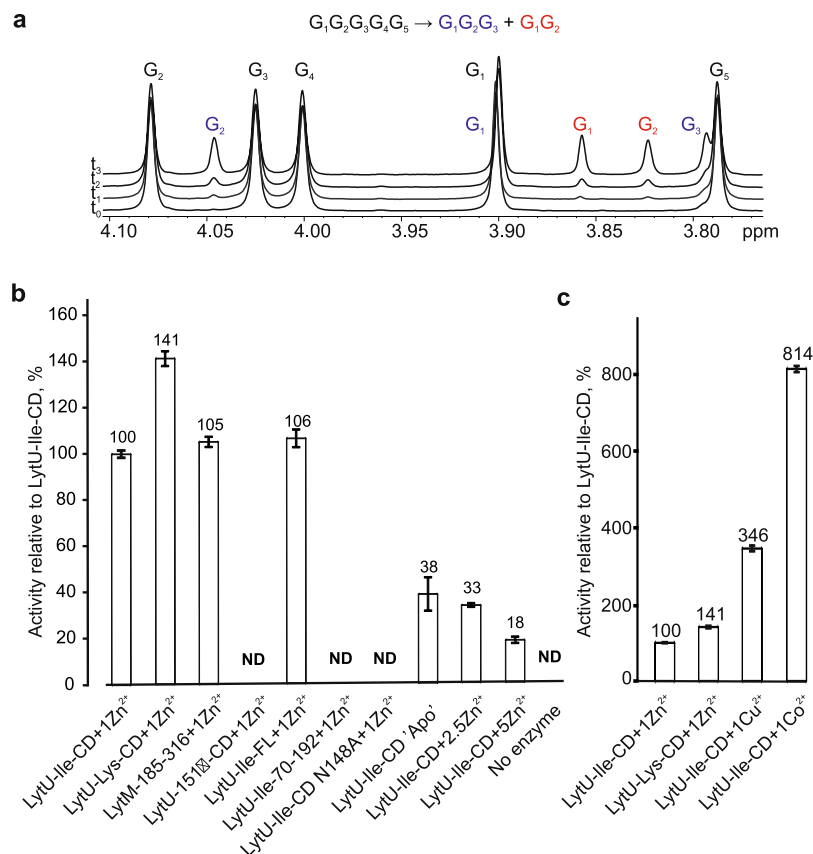 a
G₁G₂G₃G₄G₅ → G₁G₂G₃ + G₁G₂
G₂ G₃ G₄ G₁ G₅
G₂ G₁ G₁ G₂ G₃
t₃
t₂
t₁
t₀
4.10 4.05 4.00 3.95 3.90 3.85 3.80 ppm
b
Activity relative to LytU-Ile-CD, %
160
140
120
100
80
60
40
20
0
100 141 105 ND 106 ND ND 38 33 18 ND
LytU-Ile-CD+1Zn²⁺
LytU-Lys-CD+1Zn²⁺
LytM-185-316+1Zn²⁺
LytU-151☒-CD+1Zn²⁺
LytU-Ile-FL+1Zn²⁺
LytU-Ile-70-192+1Zn²⁺
LytU-Ile-CD N148A+1Zn²⁺
LytU-Ile-CD 'Apo'
LytU-Ile-CD+2.5Zn²⁺
LytU-Ile-CD+5Zn²⁺
No enzyme
c
Activity relative to LytU-Ile-CD, %
800
600
400
200
100
0
100 141 346 814
LytU-Ile-CD+1Zn²⁺
LytU-Lys-CD+1Zn²⁺
LytU-Ile-CD+1Cu²⁺
LytU-Ile-CD+1Co²⁺